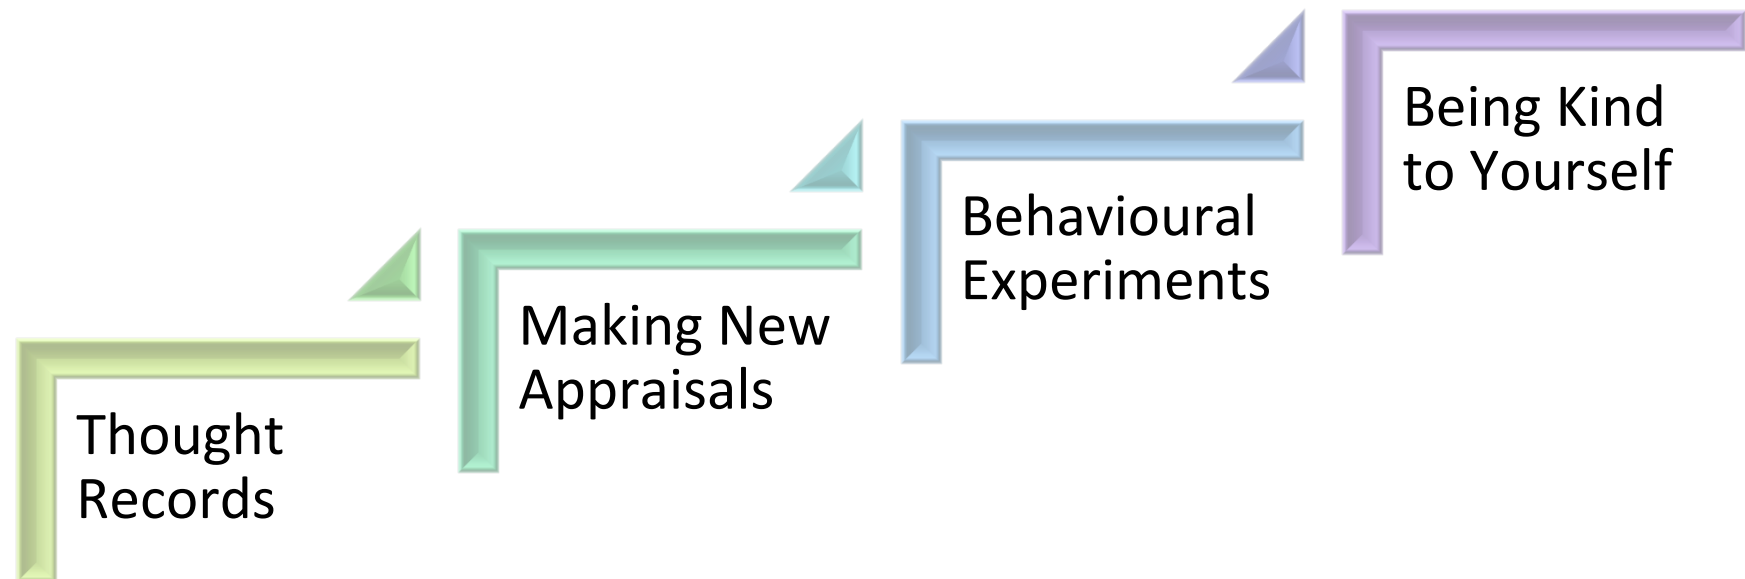 Thought
Records
Making New
Appraisals
Behavioural
Experiments
Being Kind
to Yourself